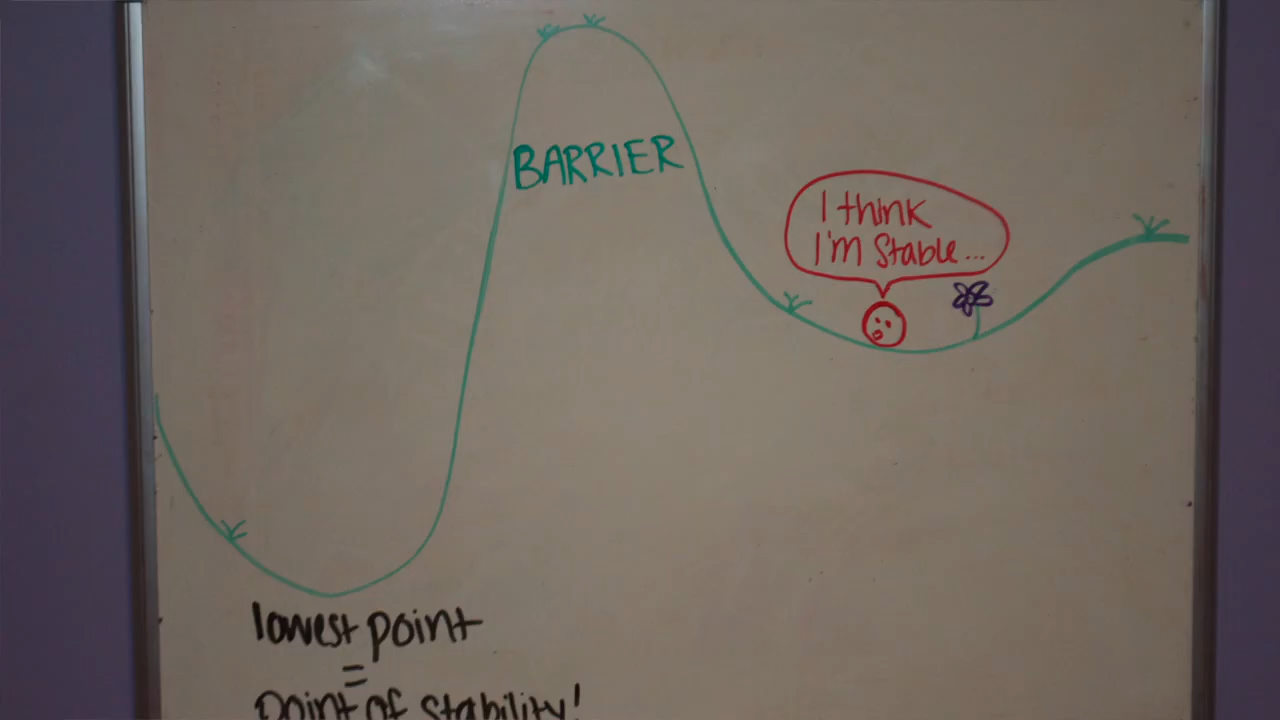 BARRIER
I think
I'm Stable...
lowest point
=
point of stability!